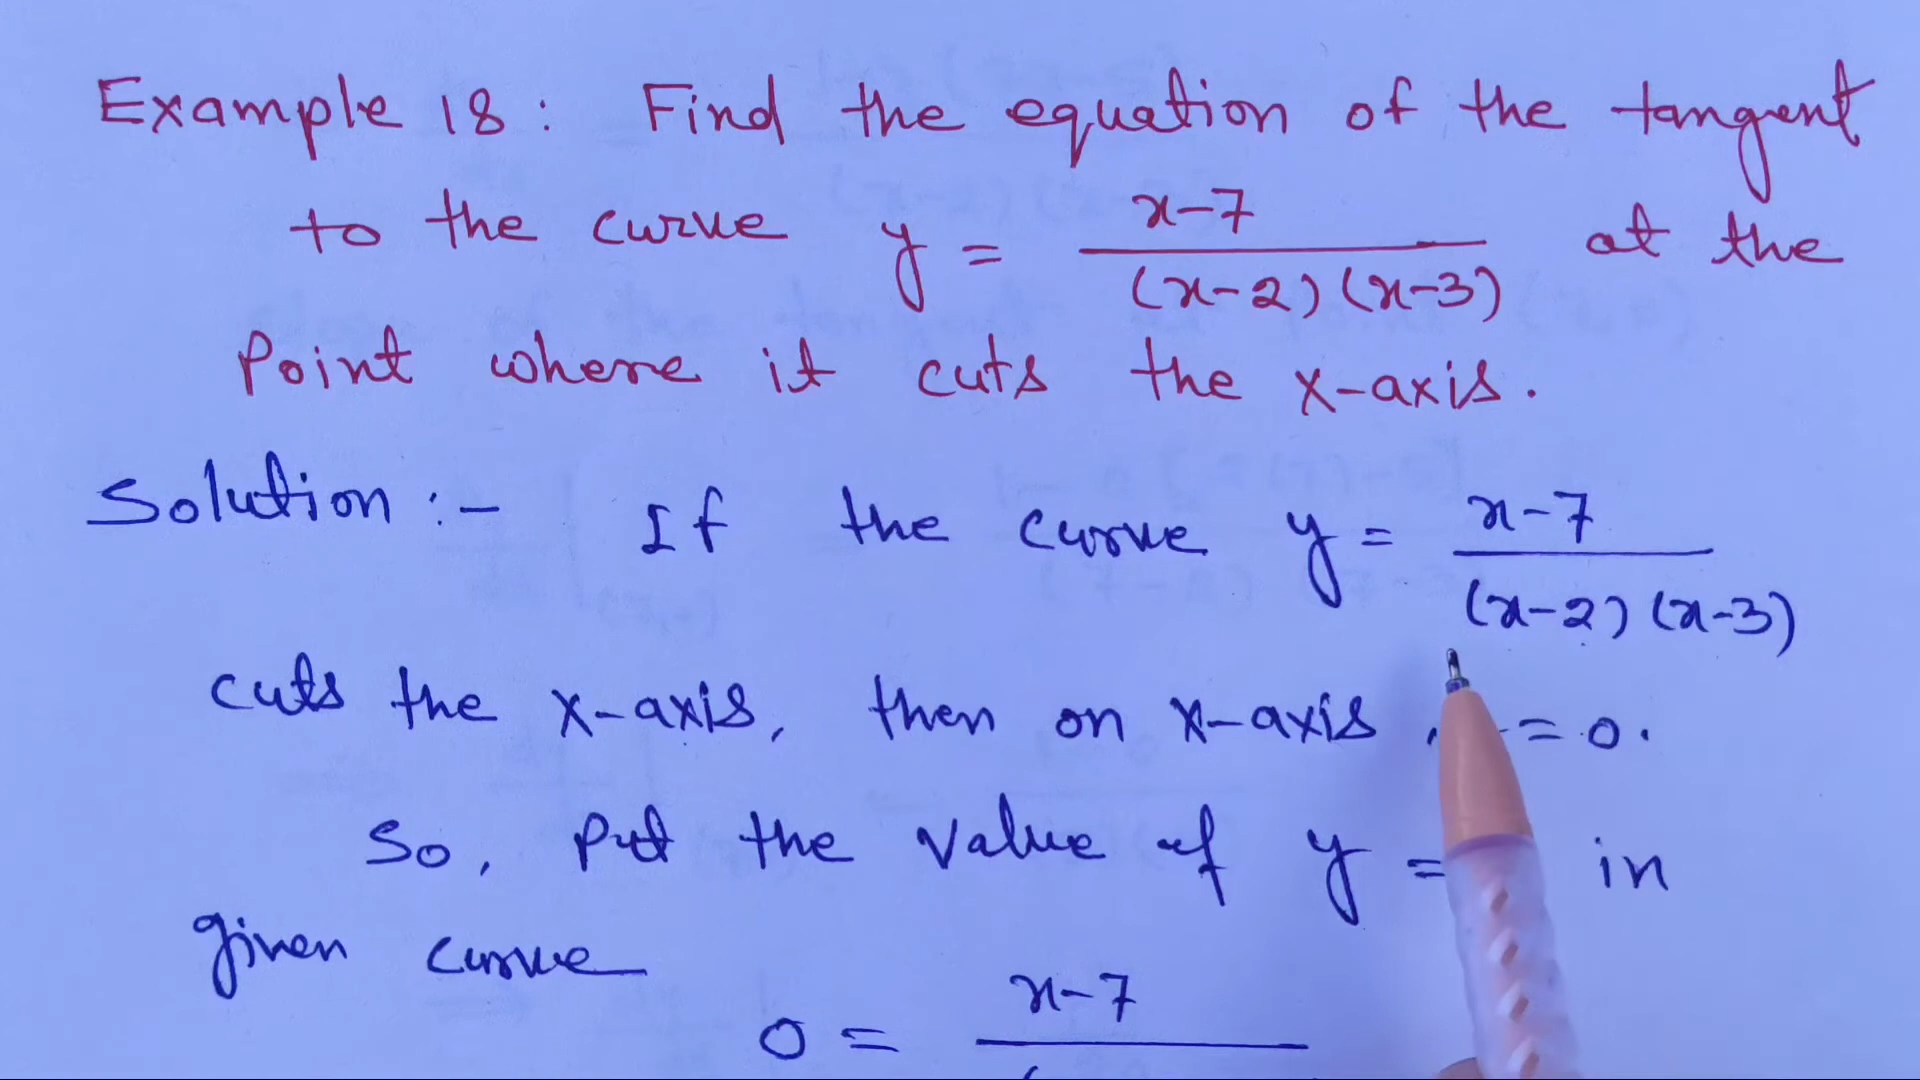 Example 18: Find the equation of the tangent
to the curve y = x-7 / (x-2)(x-3) at the
Point where it cuts the x-axis.
Solution :- If the curve y = x-7 / (x-2)(x-3)
cuts the x-axis, then on x-axis, = 0.
So, Put the value of y = in
given curve
0 = x-7